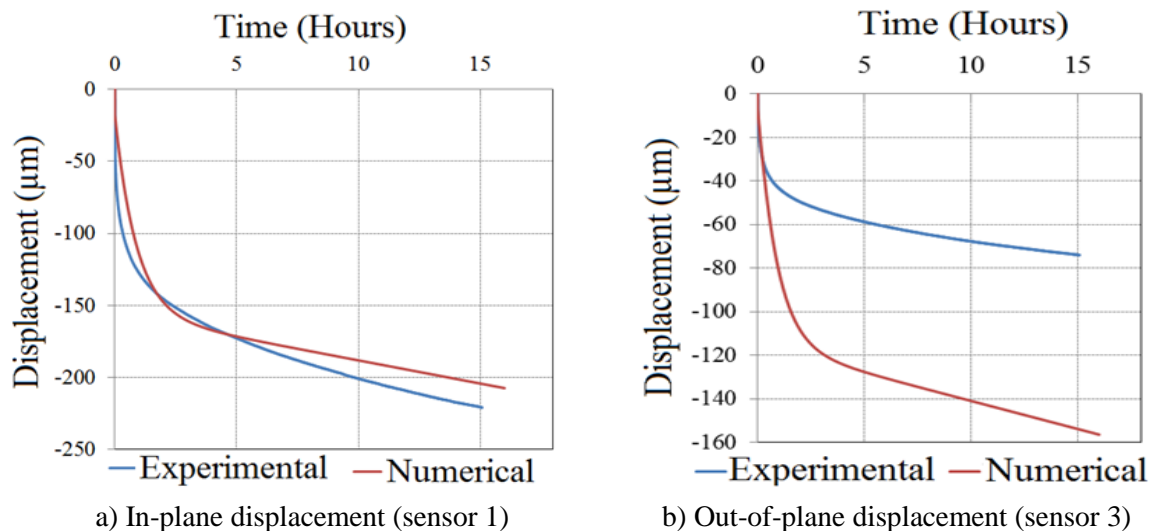 Time (Hours)
0 5 10 15
0
-50
-100
-150
-200
-250
Displacement (µm)
Experimental Numerical
a) In-plane displacement (sensor 1)
Time (Hours)
0 5 10 15
0
-20
-40
-60
-80
-100
-120
-140
-160
Displacement (µm)
Experimental Numerical
b) Out-of-plane displacement (sensor 3)